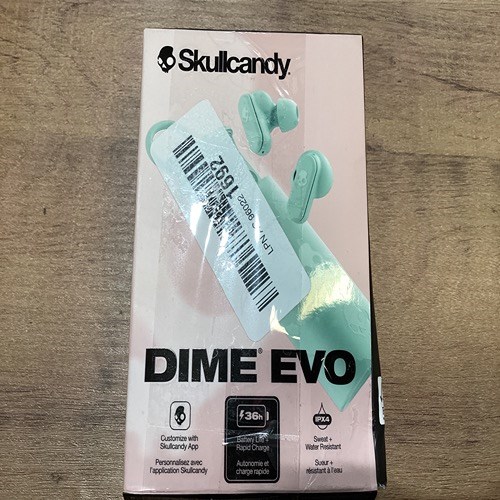 Skullcandy®
1692
DIME® EVO
36h
IPX4
Customize with
Skullcandy App
Battery Life +
Rapid Charge
Sweat +
Water Resistant
Personnalisez avec
l'application Skullcandy
Autonomie et
charge rapide
Sueur +
résistant à l'eau